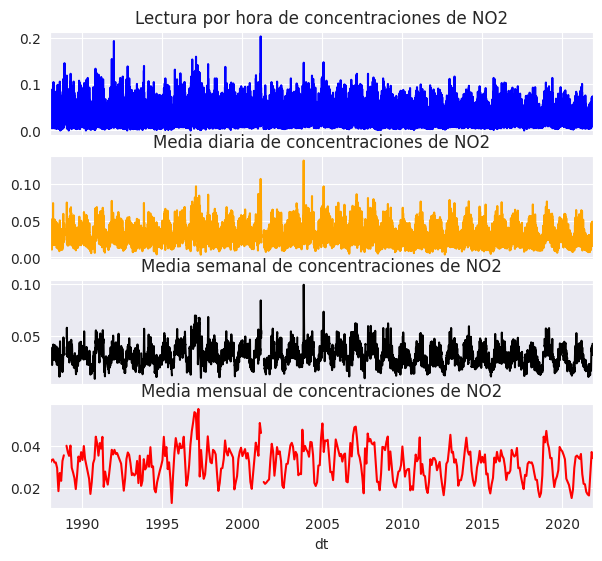 Lectura por hora de concentraciones de NO2
0.2
0.1
0.0
Media diaria de concentraciones de NO2
0.10
0.05
0.00
Media semanal de concentraciones de NO2
0.10
0.05
Media mensual de concentraciones de NO2
0.04
0.02
1990 1995 2000 2005 2010 2015 2020
dt